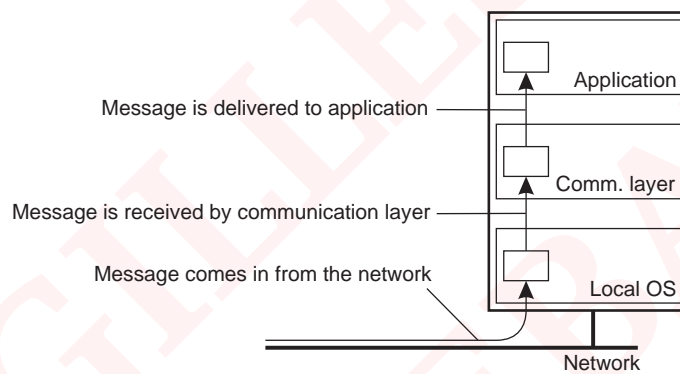 Application
Message is delivered to application
Comm. layer
Message is received by communication layer
Message comes in from the network
Local OS
Network